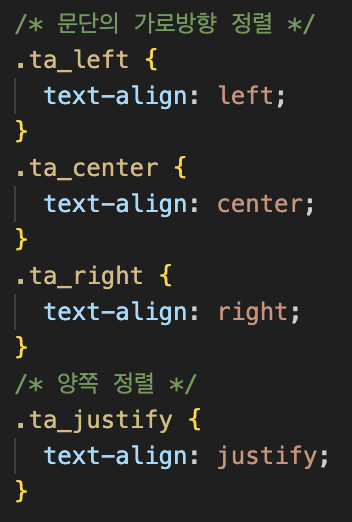 /* 문단의 가로방향 정렬 */
.ta_left {
  text-align: left;
}
.ta_center {
  text-align: center;
}
.ta_right {
  text-align: right;
}
/* 양쪽 정렬 */
.ta_justify {
  text-align: justify;
}